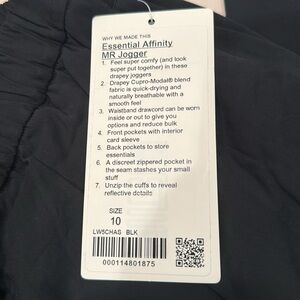 WHY WE MADE THIS
Essential Affinity
MR Jogger
1. Feel super comfy (and look
super put together) in these
drapey joggers
2. Drapey Cupro-Modal® blend
fabric is quick-drying and
naturally breathable with a
smooth feel
3. Waistband drawcord can be worn
inside or out to give you
options and reduce bulk
4. Front pockets with interior
card sleeve
5. Back pockets to store
essentials
6. A discreet zippered pocket in
the seam stashes your small
stuff
7. Unzip the cuffs to reveal
reflective details
SIZE
10
LW5CHAS BLK
000114801875